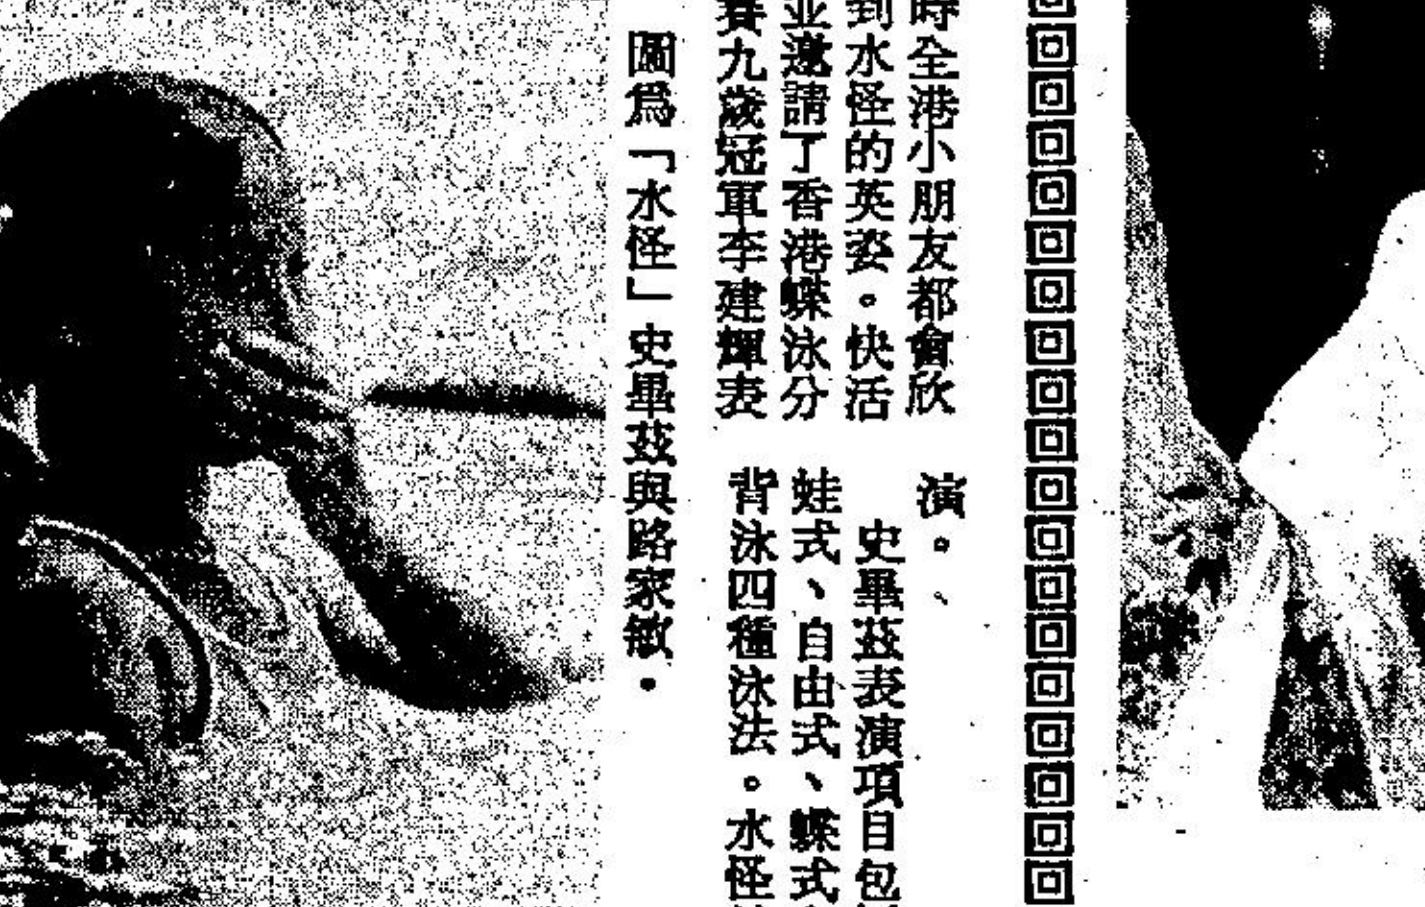 時全港小朋友都會欣
到水怪的英姿。快活
並邀請了香港蝶泳分
賽九歲冠軍李建輝表
演。
史畢茲表演項目包
蛙式、自由式、蝶式
背泳四種泳法。水怪
圖爲「水怪」史畢茲與路家敏。